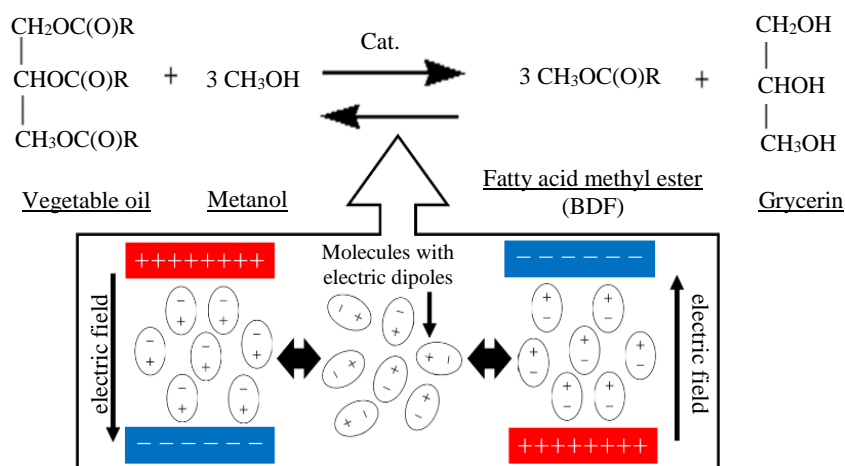 CH₂OC(O)R
CHOC(O)R
CH₃OC(O)R
+
3 CH₃OH
Cat.
3 CH₃OC(O)R
+
CH₂OH
CHOH
CH₃OH
Vegetable oil
Metanol
Fatty acid methyl ester
(BDF)
Grycerin
++++++++
Molecules with
electric dipoles
− − − − − −
electric field
electric field
− − − − − −
++++++++